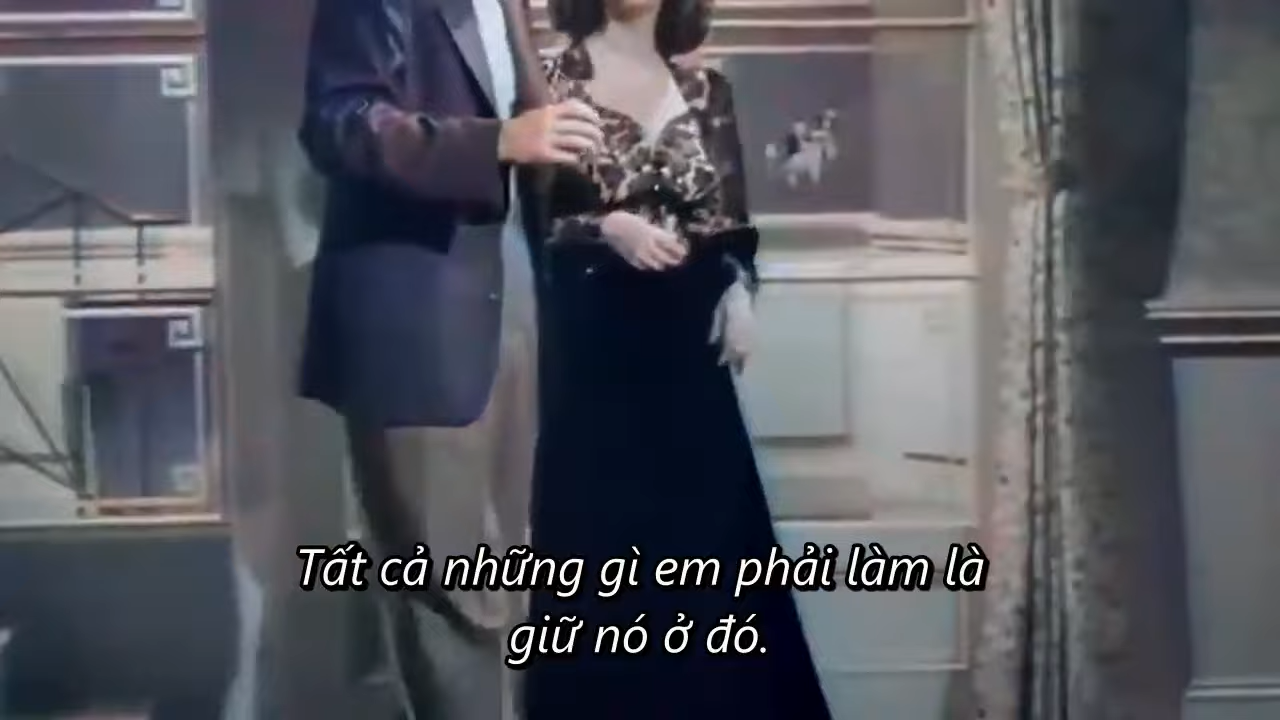 Tất cả những gì em phải làm là
giữ nó ở đó.